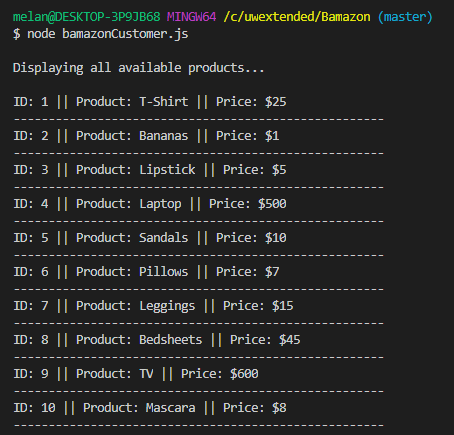 melan@DESKTOP-3P9JB68 MINGW64 /c/uwextended/Bamazon (master)
$ node bamazonCustomer.js
Displaying all available products...
ID: 1 || Product: T-Shirt || Price: $25
----------------------------------------------------
ID: 2 || Product: Bananas || Price: $1
----------------------------------------------------
ID: 3 || Product: Lipstick || Price: $5
----------------------------------------------------
ID: 4 || Product: Laptop || Price: $500
----------------------------------------------------
ID: 5 || Product: Sandals || Price: $10
----------------------------------------------------
ID: 6 || Product: Pillows || Price: $7
----------------------------------------------------
ID: 7 || Product: Leggings || Price: $15
----------------------------------------------------
ID: 8 || Product: Bedsheets || Price: $45
----------------------------------------------------
ID: 9 || Product: TV || Price: $600
----------------------------------------------------
ID: 10 || Product: Mascara || Price: $8
----------------------------------------------------